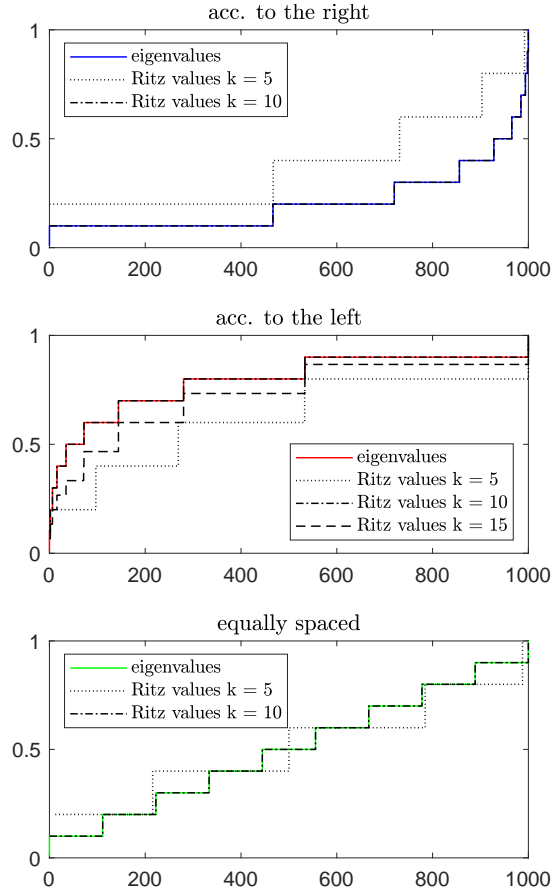 acc. to the right
1
eigenvalues
Ritz values k = 5
Ritz values k = 10
0.5
0
0 200 400 600 800 1000
acc. to the left
1
0.5
eigenvalues
Ritz values k = 5
Ritz values k = 10
Ritz values k = 15
0
0 200 400 600 800 1000
equally spaced
1
eigenvalues
Ritz values k = 5
Ritz values k = 10
0.5
0
0 200 400 600 800 1000